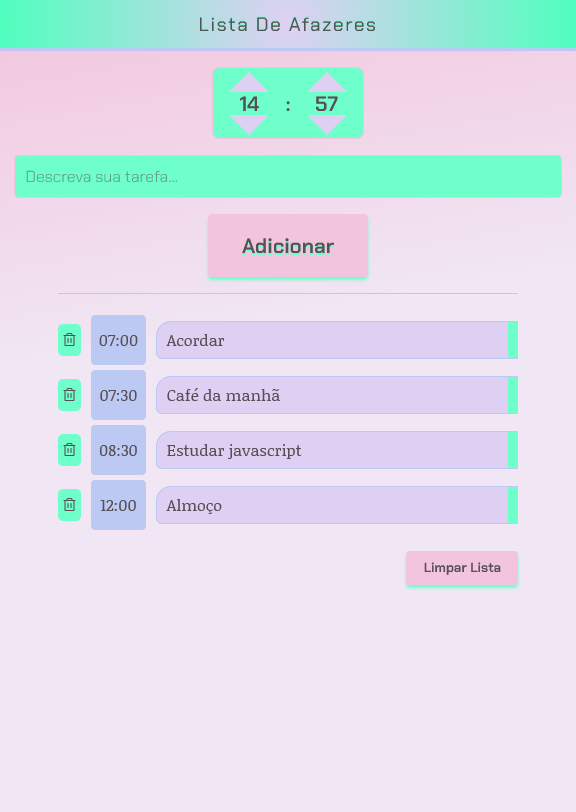 Lista De Afazeres
14 : 57
Descreva sua tarefa...
Adicionar
07:00 Acordar
07:30 Café da manhã
08:30 Estudar javascript
12:00 Almoço
Limpar Lista